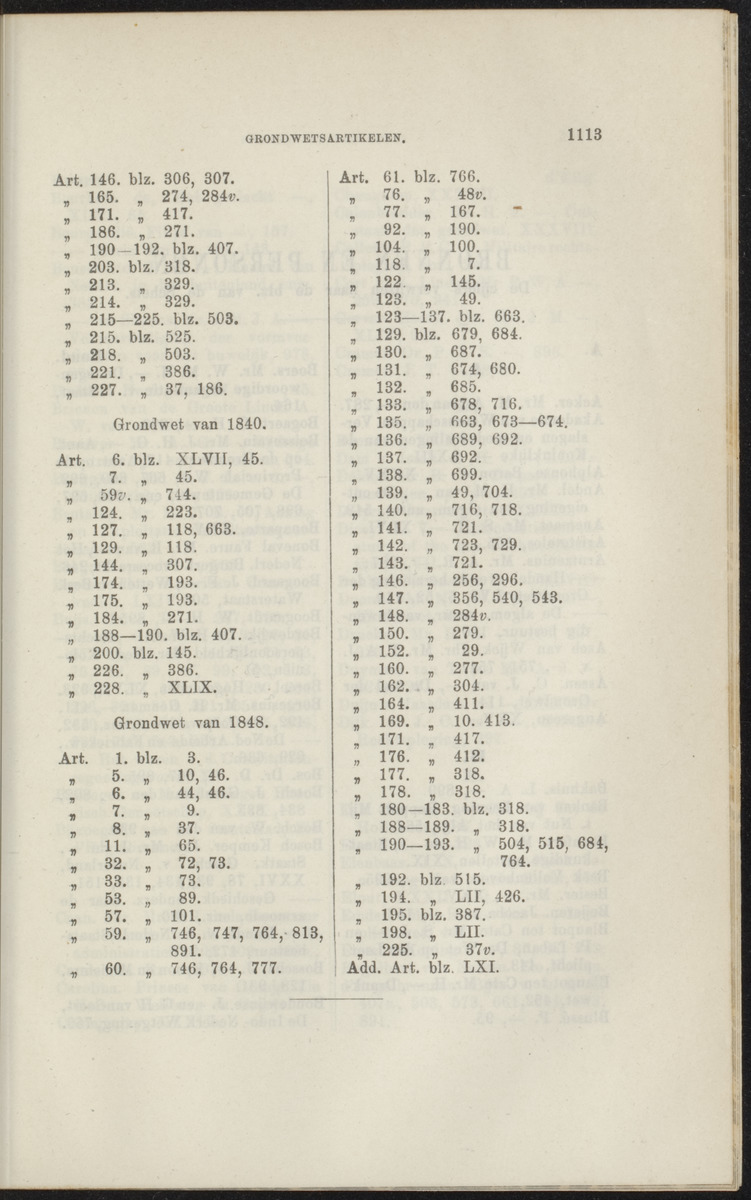 GRONDWETSARTIKELEN. 1113
Art. 146. blz. 306, 307.
„ 165. „ 274, 284v.
„ 171. „ 417.
„ 186. „ 271.
„ 190—192. blz. 407.
„ 203. blz. 318.
„ 213. „ 329.
„ 214. „ 329.
„ 215—225. blz. 503.
„ 215. blz. 525.
„ 218. „ 503.
„ 221. „ 386.
„ 227. „ 37, 186.
Grondwet van 1840.
Art. 6. blz. XLVII, 45.
„ 7. „ 45.
„ 59v. „ 744.
„ 124. „ 223.
„ 127. „ 118, 663.
„ 129. „ 118.
„ 144. „ 307.
„ 174. „ 193.
„ 175. „ 193.
„ 184. „ 271.
„ 188—190. blz. 407.
„ 200. blz. 145.
„ 226. „ 386.
„ 228. „ XLIX.
Grondwet van 1848.
Art. 1. blz. 3.
„ 5. „ 10, 46.
„ 6. „ 44, 46.
„ 7. „ 9.
„ 8. „ 37.
„ 11. „ 65.
„ 32. „ 72, 73.
„ 33. „ 73.
„ 53. „ 89.
„ 57. „ 101.
„ 59. „ 746, 747, 764, 813,
891.
„ 60. „ 746, 764, 777.
Art. 61. blz. 766.
„ 76. „ 48v.
„ 77. „ 167.
„ 92. „ 190.
„ 104. „ 100.
„ 118. „ 7.
„ 122. „ 145.
„ 123. „ 49.
„ 123—137. blz. 663.
„ 129. blz. 679, 684.
„ 130. „ 687.
„ 131. „ 674, 680.
„ 132. „ 685.
„ 133. „ 678, 716.
„ 135. „ 663, 673—674.
„ 136. „ 689, 692.
„ 137. „ 692.
„ 138. „ 699.
„ 139. „ 49, 704.
„ 140. „ 716, 718.
„ 141. „ 721.
„ 142. „ 723, 729.
„ 143. „ 721.
„ 146. „ 256, 296.
„ 147. „ 356, 540, 543.
„ 148. „ 284v.
„ 150. „ 279.
„ 152. „ 29.
„ 160. „ 277.
„ 162. „ 304.
„ 164. „ 411.
„ 169. „ 10. 413.
„ 171. „ 417.
„ 176. „ 412.
„ 177. „ 318.
„ 178. „ 318.
„ 180—183. blz. 318.
„ 188—189. „ 318.
„ 190—193. „ 504, 515, 684,
764.
„ 192. blz. 515.
„ 194. „ LII, 426.
„ 195. blz. 387.
„ 198. „ LII.
„ 225. „ 37v.
Add. Art. blz. LXI.